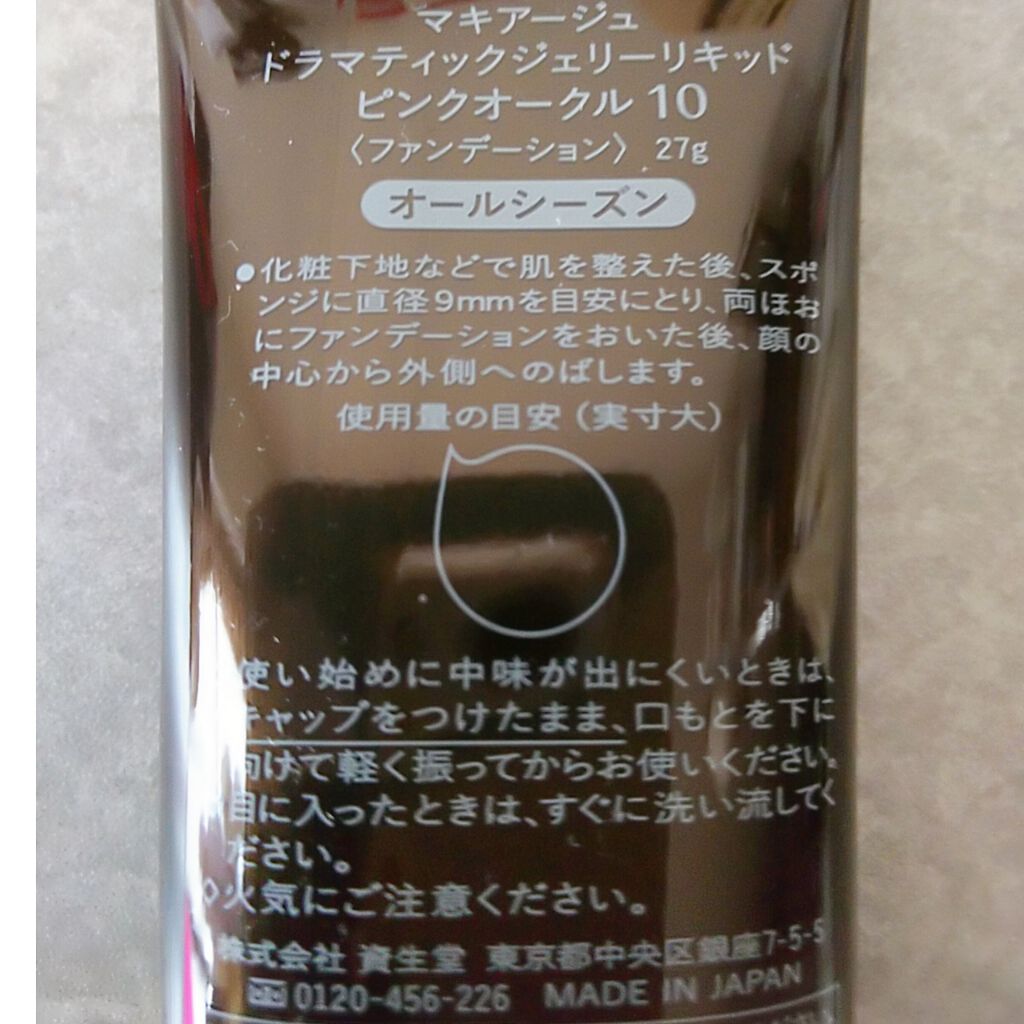 マキアージュ
ドラマティックジェリーリキッド
ピンクオークル 10
〈ファンデーション〉 27g
オールシーズン
●化粧下地などで肌を整えた後、スポ
ンジに直径9mmを目安にとり、両ほお
にファンデーションをおいた後、顔の
中心から外側へのばします。
使用量の目安(実寸大)
使い始めに中味が出にくいときは、
キャップをつけたまま、口もとを下に
向けて軽く振ってからお使いください。
目に入ったときは、すぐに洗い流してく
ださい。
◇火気にご注意ください。
株式会社 資生堂 東京都中央区銀座7-5-5
0120-456-226 MADE IN JAPAN